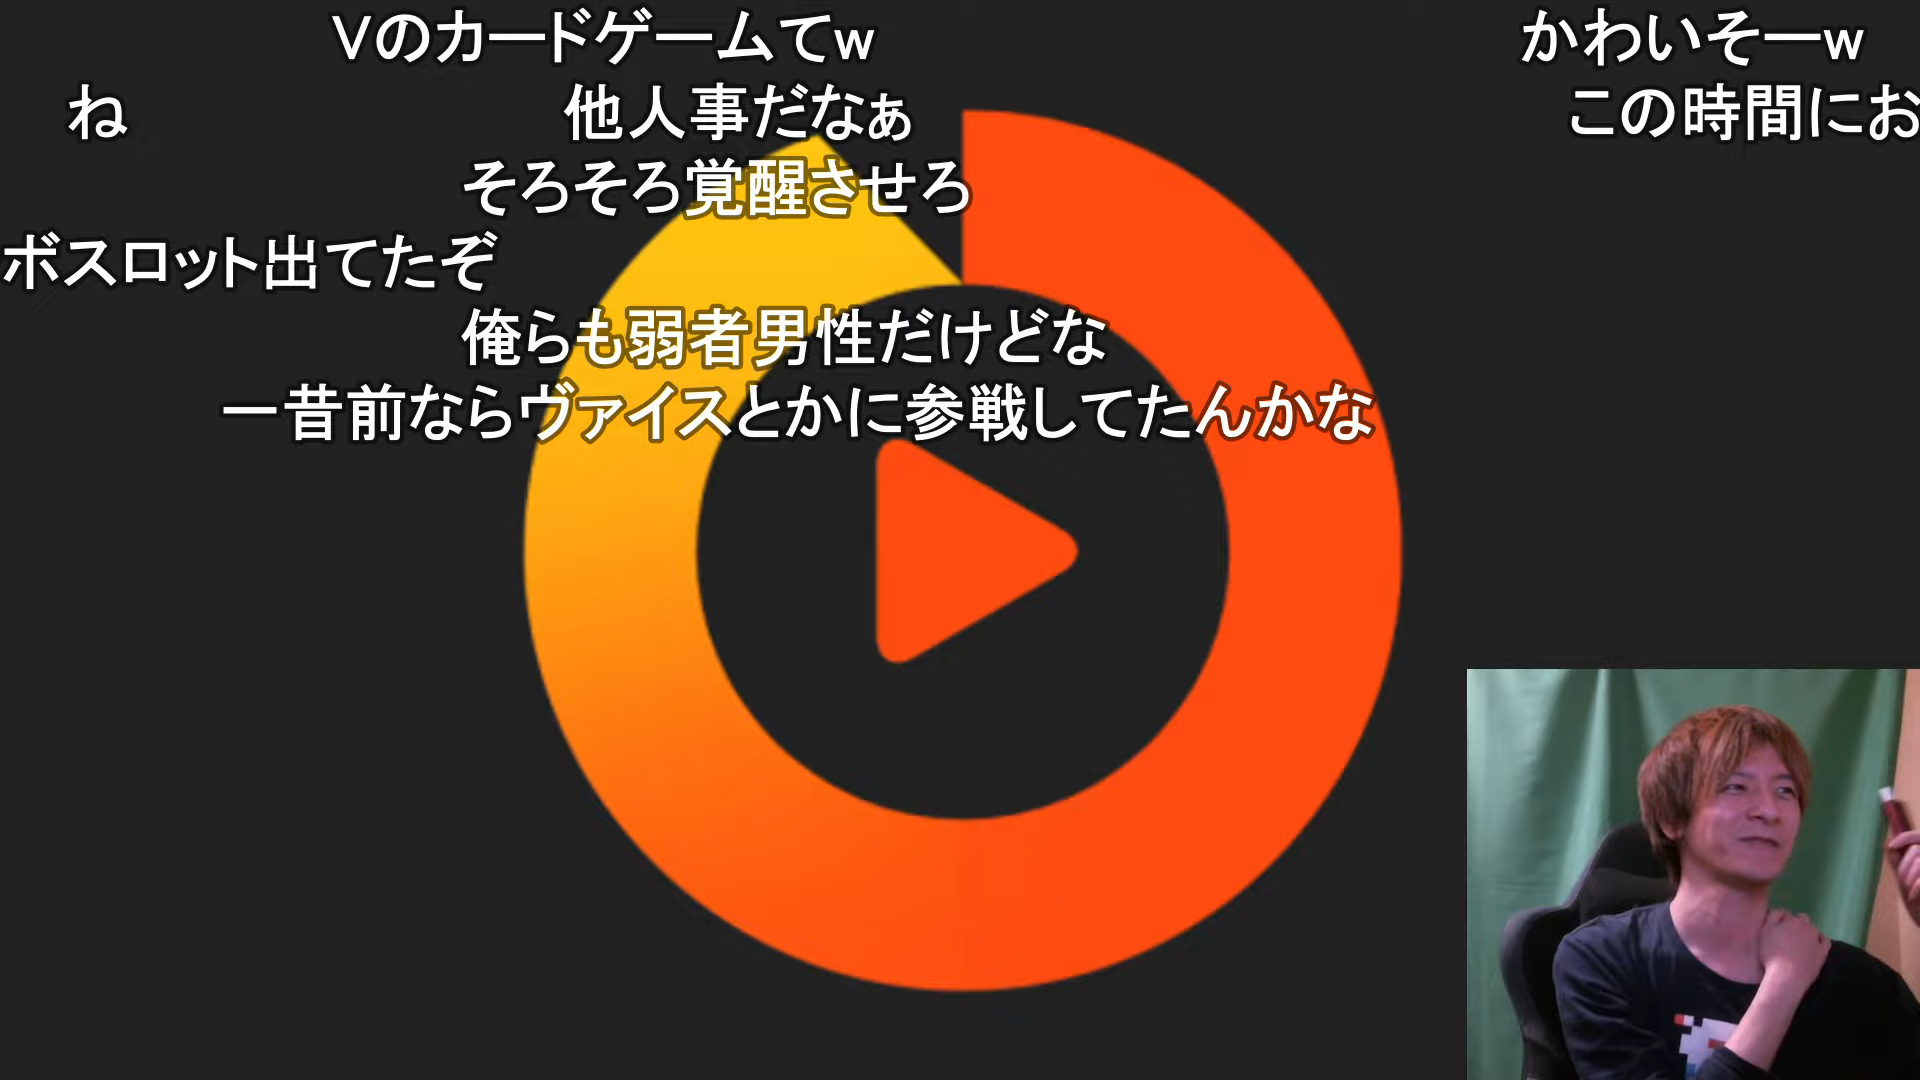 Vのカードゲームてw
かわいそーw
ね
他人事だなぁ
この時間にお
そろそろ覚醒させろ
ボスロット出てたぞ
俺らも弱者男性だけどな
一昔前ならヴァイスとかに参戦してたんかな